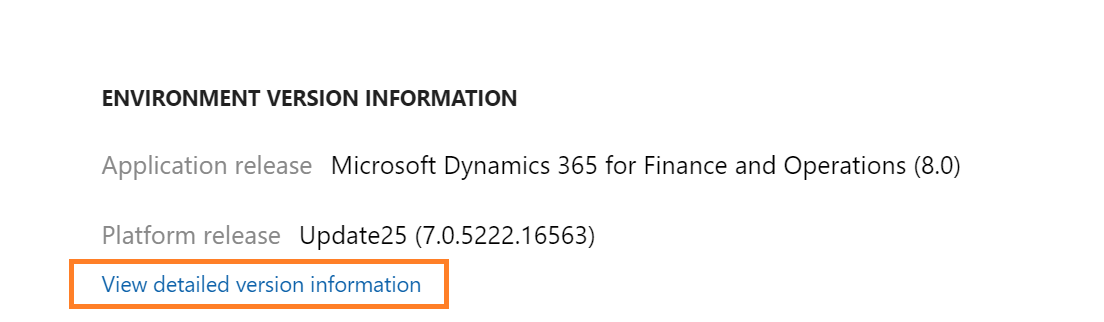 ENVIRONMENT VERSION INFORMATION
Application release Microsoft Dynamics 365 for Finance and Operations (8.0)
Platform release Update25 (7.0.5222.16563)
View detailed version information